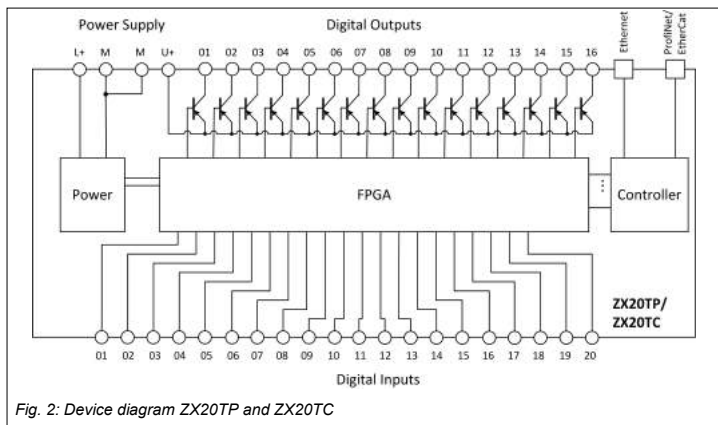 Power Supply Digital Outputs
L+ M M U+ 01 02 03 04 05 06 07 08 09 10 11 12 13 14 15 16
Ethernet
ProfiNet/
EtherCat
Power
FPGA
Controller
ZX20TP/
ZX20TC
01 02 03 04 05 06 07 08 09 10 11 12 13 14 15 16 17 18 19 20
Digital Inputs
Fig. 2: Device diagram ZX20TP and ZX20TC